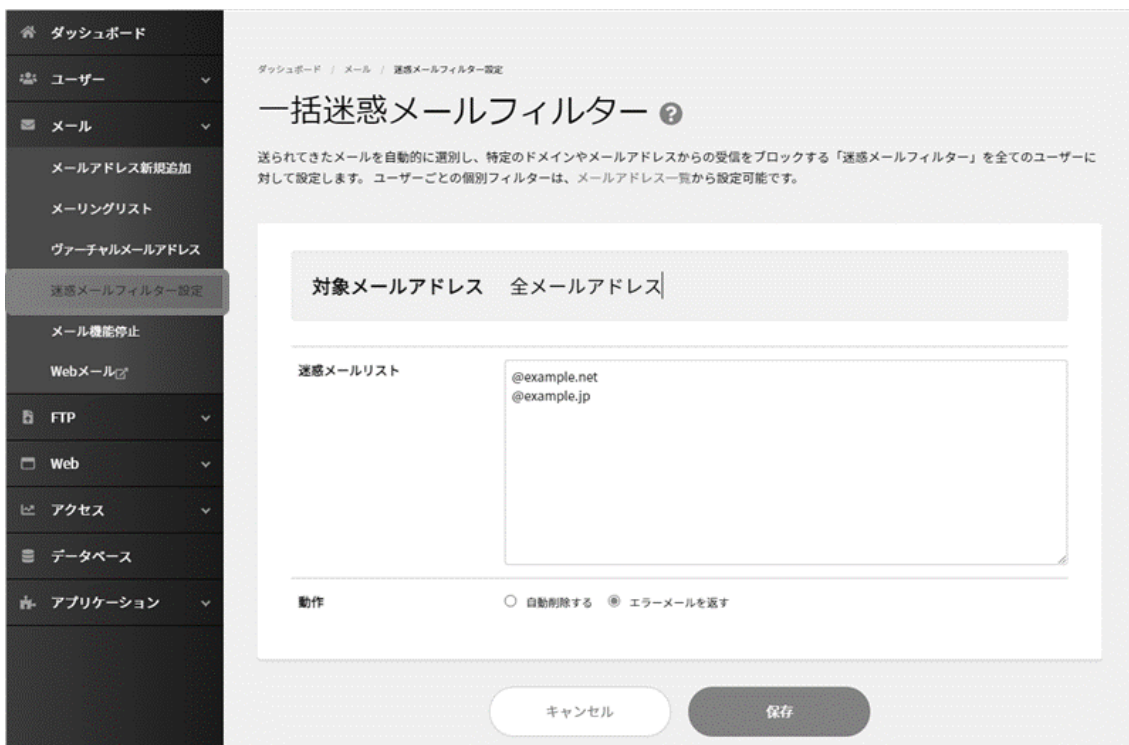 ダッシュボード
ユーザー
メール
メールアドレス新規追加
メーリングリスト
ヴァーチャルメールアドレス
迷惑メールフィルター設定
メール機能停止
Webメール
FTP
Web
アクセス
データベース
アプリケーション
ダッシュボード / メール / 迷惑メールフィルター設定
一括迷惑メールフィルター ?
送られてきたメールを自動的に選別し、特定のドメインやメールアドレスからの受信をブロックする「迷惑メールフィルター」を全てのユーザーに
対して設定します。 ユーザーごとの個別フィルターは、メールアドレス一覧から設定可能です。
対象メールアドレス 全メールアドレス
迷惑メールリスト
@example.net
@example.jp
動作 自動削除する エラーメールを返す
キャンセル 保存